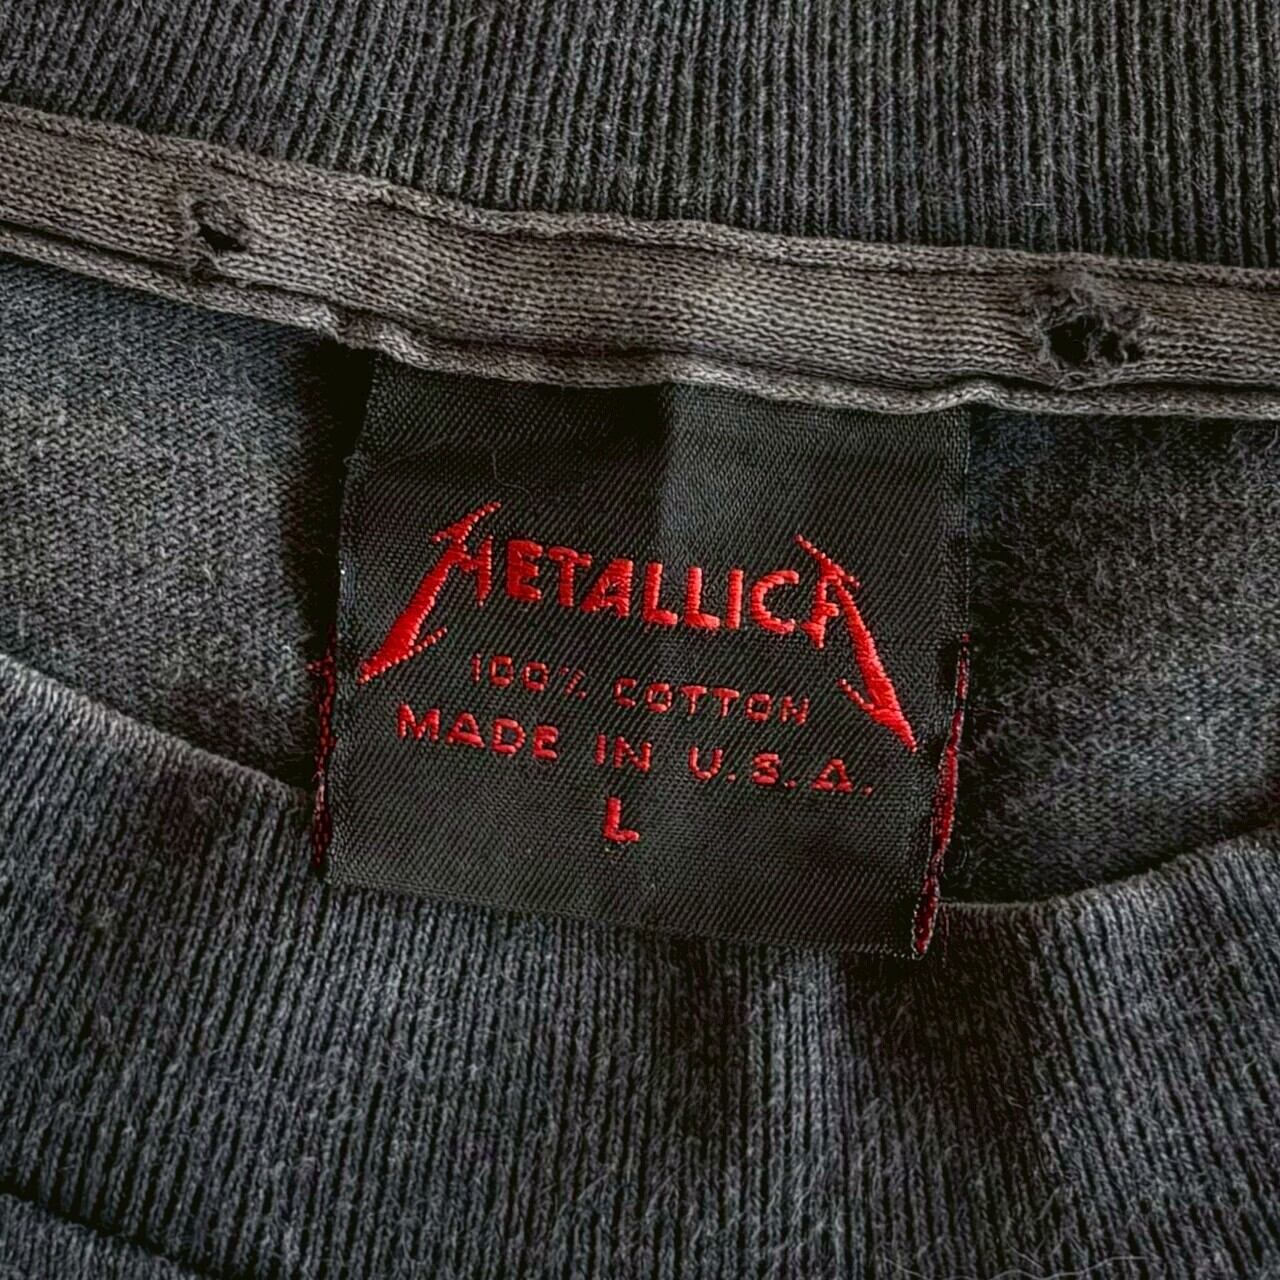 METALLICA
100% COTTON
MADE IN U.S.A.
L